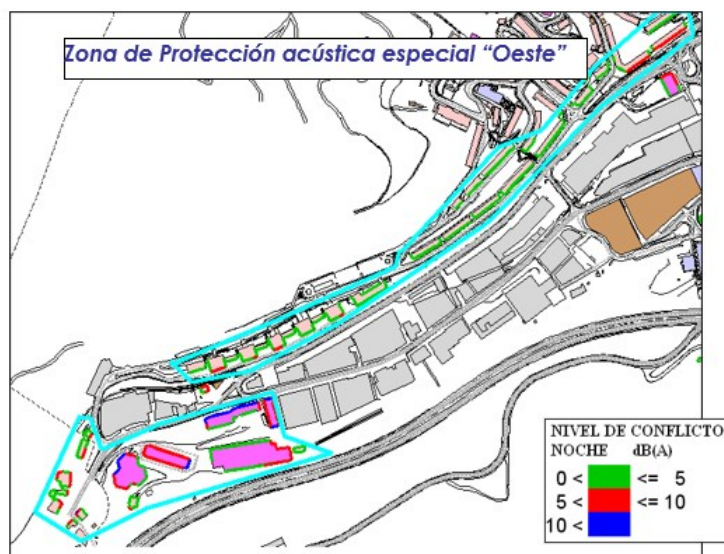 Zona de Protección acústica especial “Oeste”
NIVEL DE CONFLICTO
NOCHE dB(A)
0 < <= 5
5 < <= 10
10 <